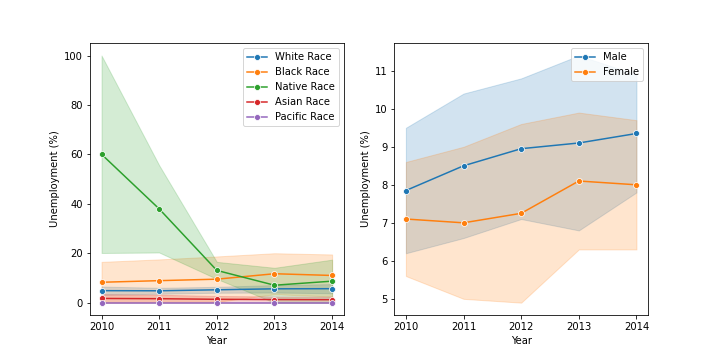 100
80
60
40
20
0
Unemployment (%)
2010 2011 2012 2013 2014
Year
White Race
Black Race
Native Race
Asian Race
Pacific Race
11
10
9
8
7
6
5
Unemployment (%)
2010 2011 2012 2013 2014
Year
Male
Female